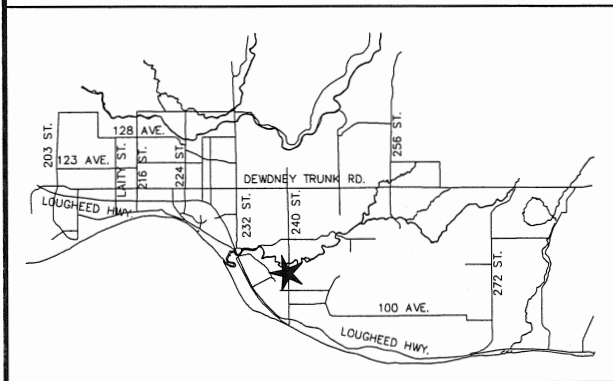 128 AVE.
203 ST.
123 AVE.
LAITY ST.
216 ST.
224 ST.
256 ST.
DEWDNEY TRUNK RD.
LOUGHEED HWY.
232 ST.
240 ST.
272 ST.
100 AVE.
LOUGHEED HWY.